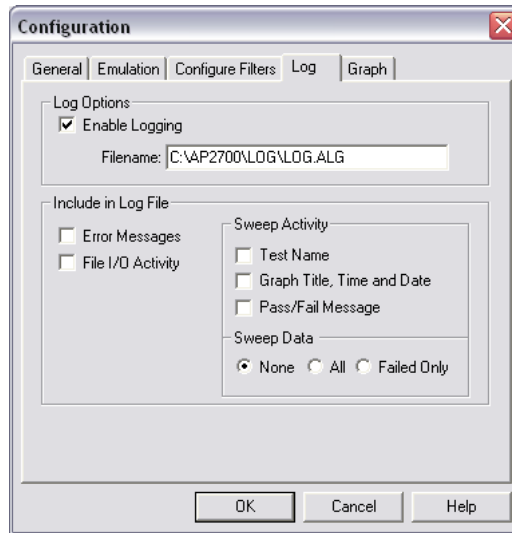 Configuration
General Emulation Configure Filters Log Graph
Log Options
Enable Logging
Filename: C:\AP2700\LOG\LOG.ALG
Include in Log File
Error Messages
File I/O Activity
Sweep Activity
Test Name
Graph Title, Time and Date
Pass/Fail Message
Sweep Data
None All Failed Only
OK Cancel Help